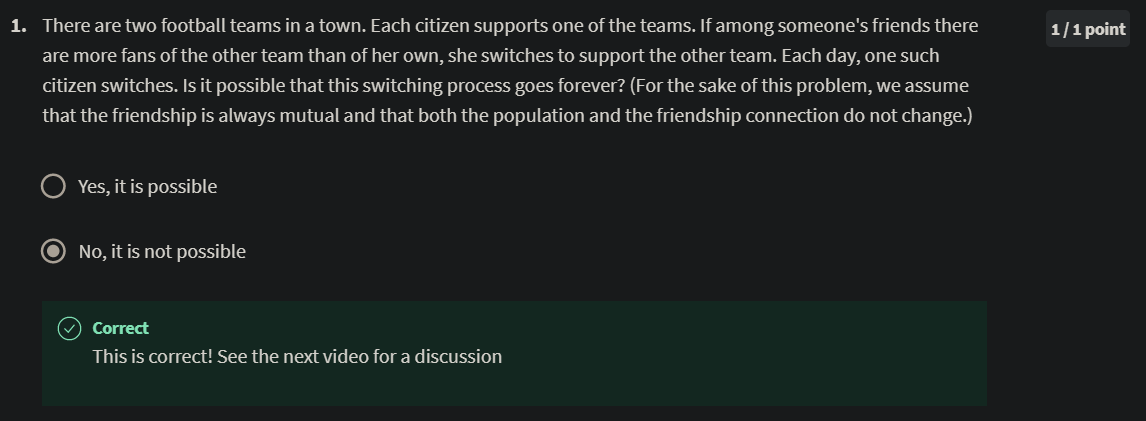 1. There are two football teams in a town. Each citizen supports one of the teams. If among someone's friends there
1 / 1 point
are more fans of the other team than of her own, she switches to support the other team. Each day, one such
citizen switches. Is it possible that this switching process goes forever? (For the sake of this problem, we assume
that the friendship is always mutual and that both the population and the friendship connection do not change.)
Yes, it is possible
No, it is not possible
Correct
This is correct! See the next video for a discussion